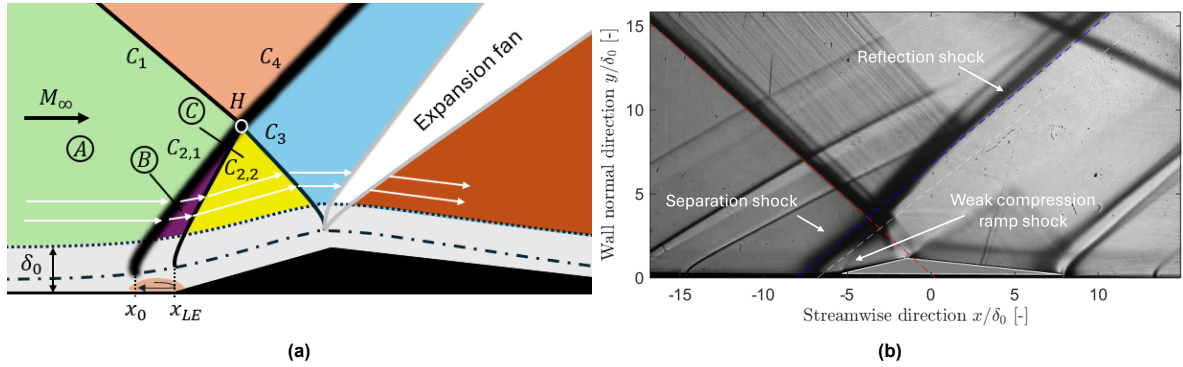 C₁
C₄
M∞
A
H
C
C₃
B
C₂,₁
C₂,₂
Expansion fan
δ₀
x₀
x_LE
(a)
Wall normal direction y/δ₀ [-]
15
10
5
0
Reflection shock
Separation shock
Weak compression
ramp shock
-15
-10
-5
0
5
10
Streamwise direction x/δ₀ [-]
(b)